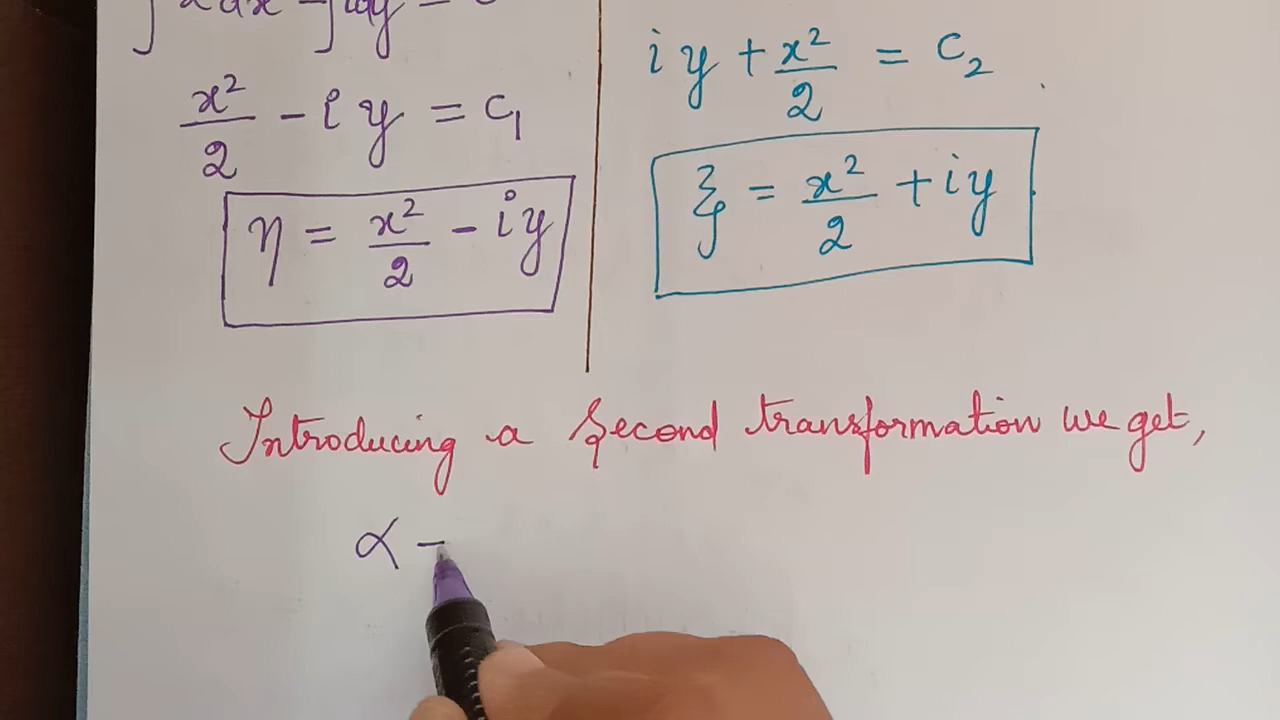 x²/2 - iy = c₁
η = x²/2 - iy
iy + x²/2 = c₂
ξ = x²/2 + iy
Introducing a second transformation we get,
α -